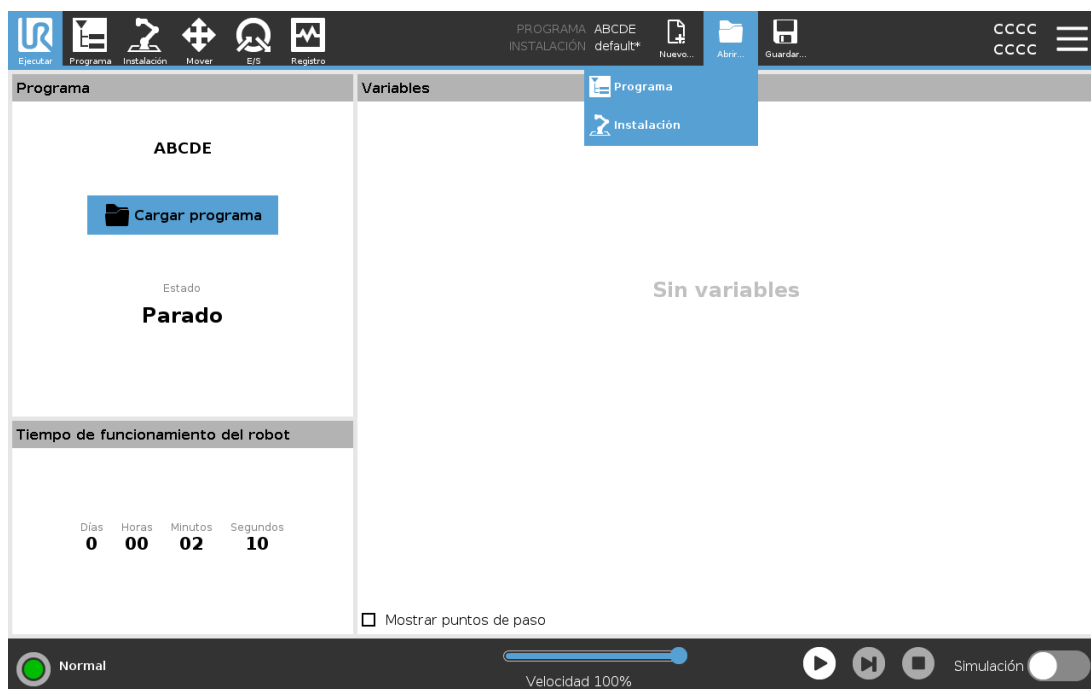 UR
Ejecutar
Programa
Instalación
Mover
E/S
Registro
PROGRAMA ABCDE
INSTALACIÓN default*
Nuevo...
Abrir...
Guardar...
CCCC
CCCC
Programa
Instalación
Programa
ABCDE
Cargar programa
Estado
Parado
Variables
Sin variables
Tiempo de funcionamiento del robot
Días Horas Minutos Segundos
0 00 02 10
Mostrar puntos de paso
Normal
Velocidad 100%
Simulación